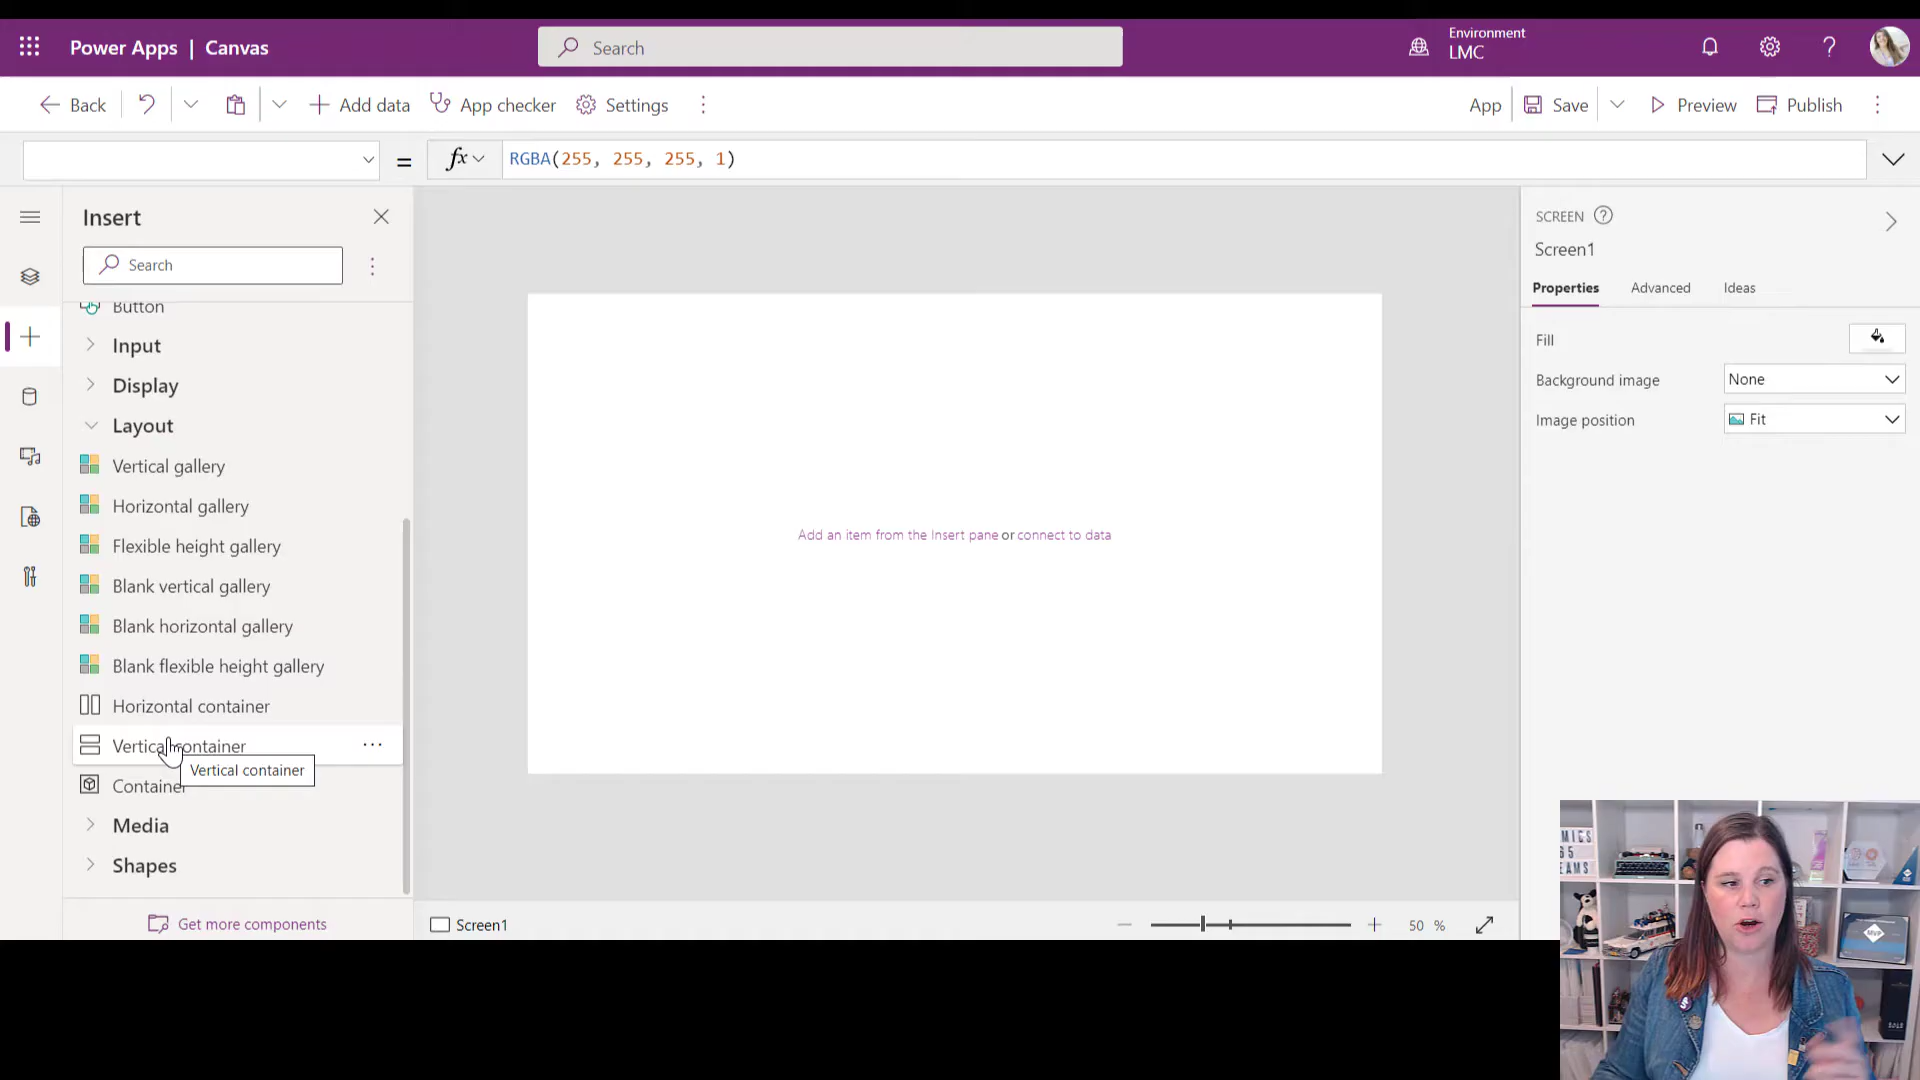 Power Apps | Canvas
Search
Environment
LMC
Back
Add data
App checker
Settings
App
Save
Preview
Publish
=
fx
RGBA(255, 255, 255, 1)
Insert
Search
Button
Input
Display
Layout
Vertical gallery
Horizontal gallery
Flexible height gallery
Blank vertical gallery
Blank horizontal gallery
Blank flexible height gallery
Horizontal container
Vertical container
Vertical container
Container
Media
Shapes
Get more components
Add an item from the Insert pane or connect to data
Screen1
50 %
SCREEN
Screen1
Properties
Advanced
Ideas
Fill
Background image
None
Image position
Fit
MVP